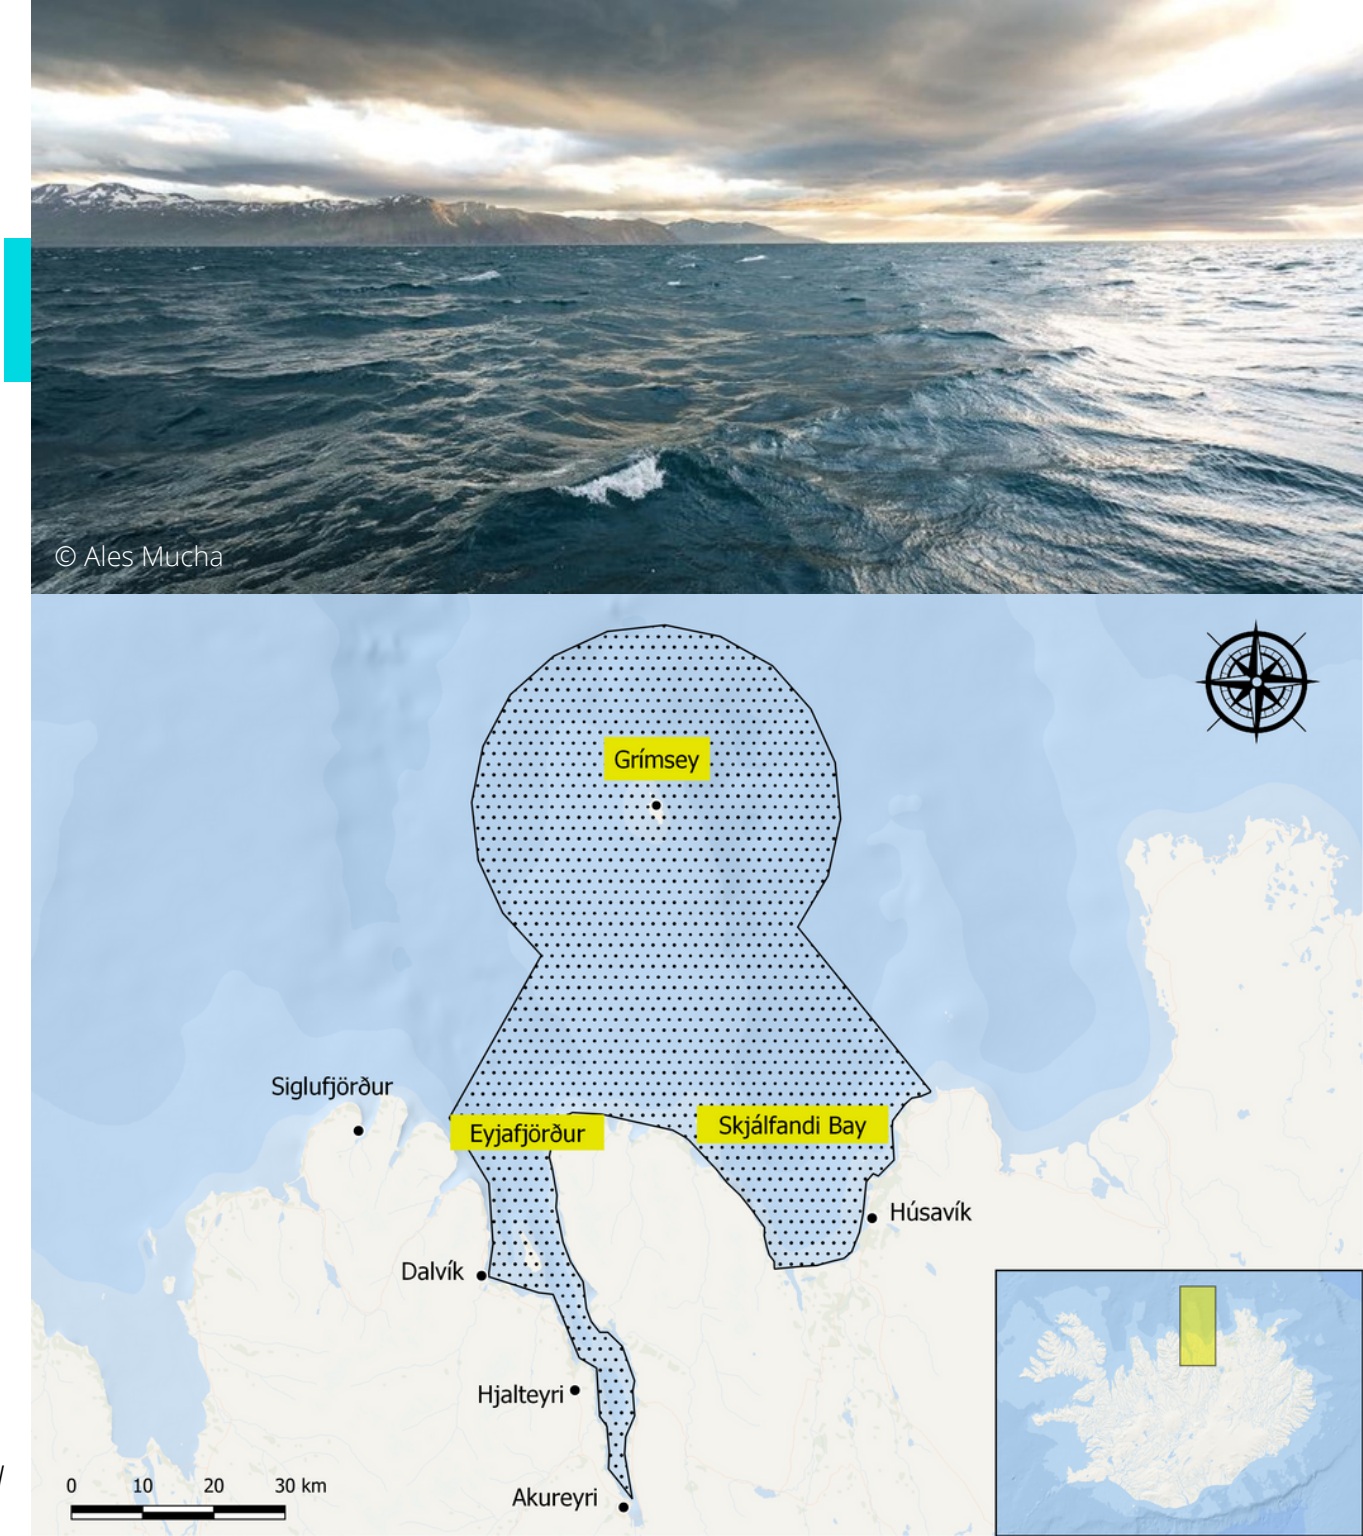 © Ales Mucha
Grímsey
Siglufjörður
Eyjafjörður
Skjálfandi Bay
Húsavík
Dalvík
Hjalteyri
Akureyri
0 10 20 30 km